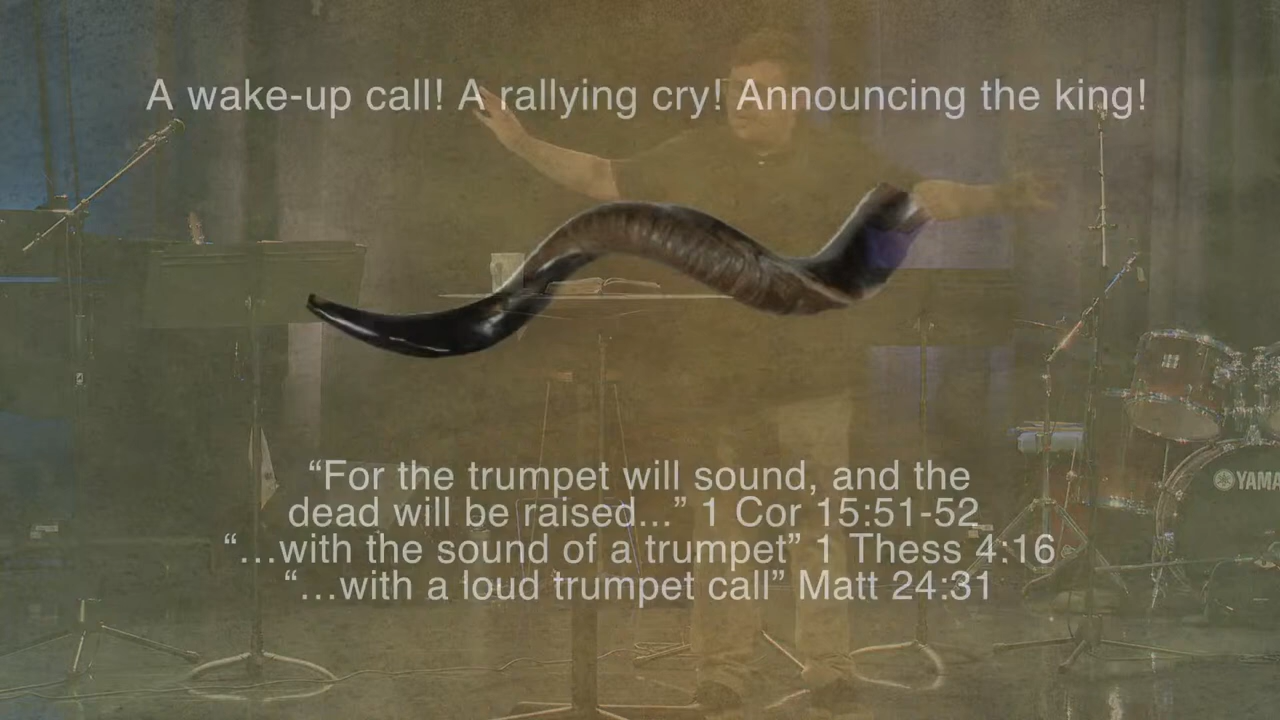 A wake-up call! A rallying cry! Announcing the king!
“For the trumpet will sound, and the
dead will be raised...” 1 Cor 15:51-52
“...with the sound of a trumpet” 1 Thess 4:16
“...with a loud trumpet call” Matt 24:31